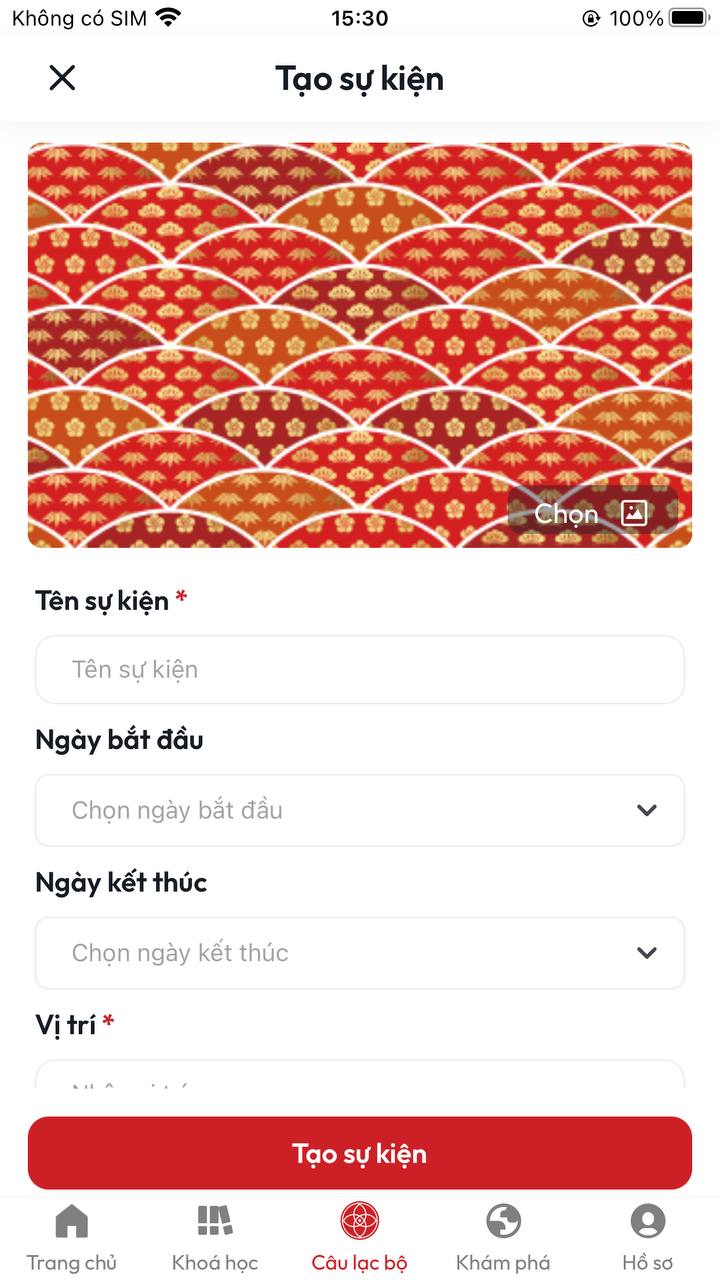 Không có SIM 15:30 100%
Tạo sự kiện
Chọn
Tên sự kiện *
Tên sự kiện
Ngày bắt đầu
Chọn ngày bắt đầu
Ngày kết thúc
Chọn ngày kết thúc
Vị trí *
Tạo sự kiện
Trang chủ Khoá học Câu lạc bộ Khám phá Hồ sơ